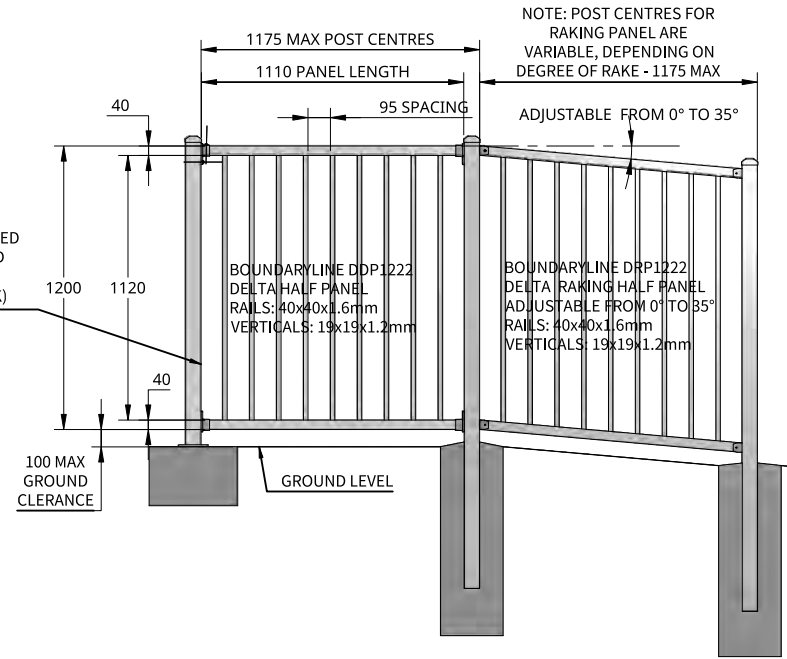 NOTE: POST CENTRES FOR
RAKING PANEL ARE
VARIABLE, DEPENDING ON
DEGREE OF RAKE - 1175 MAX
1175 MAX POST CENTRES
1110 PANEL LENGTH
40
95 SPACING
ADJUSTABLE FROM 0° TO 35°
ED
1200
1120
BOUNDARYLINE DDP1222
DELTA HALF PANEL
RAILS: 40x40x1.6mm
VERTICALS: 19x19x1.2mm
BOUNDARYLINE DRP1222
DELTA RAKING HALF PANEL
ADJUSTABLE FROM 0° TO 35°
RAILS: 40x40x1.6mm
VERTICALS: 19x19x1.2mm
40
100 MAX
GROUND
CLERANCE
GROUND LEVEL